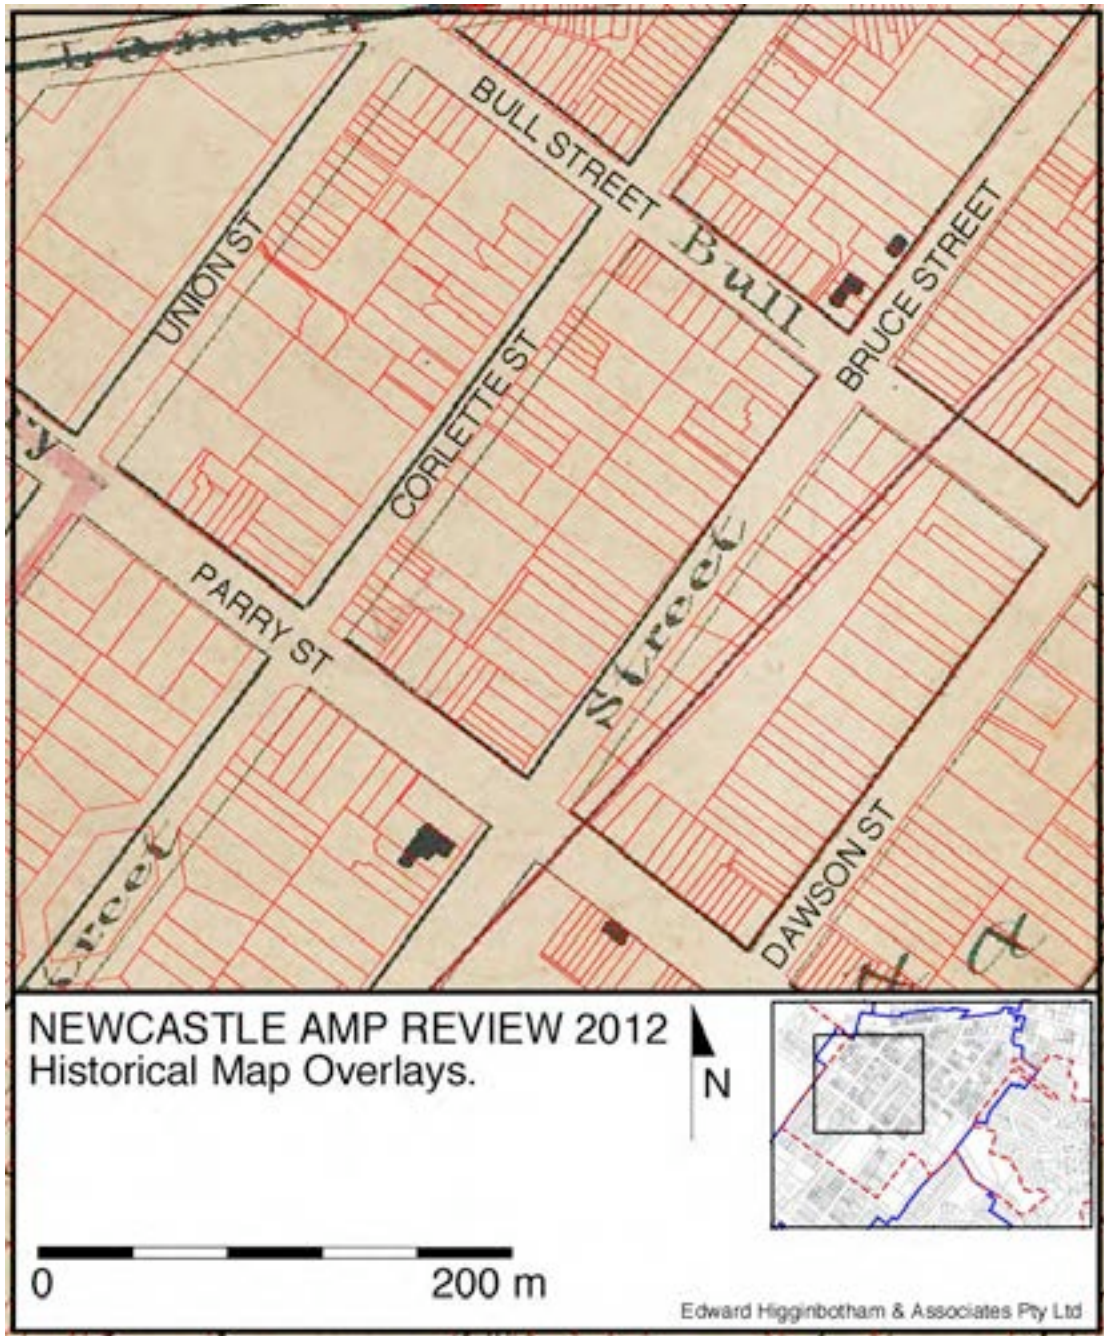 BULL STREET
UNION ST
Bull
BRUCE STREET
CORLETTE ST
Street
PARRY ST
DAWSON ST
NEWCASTLE AMP REVIEW 2012
Historical Map Overlays.
N
0
200 m
Edward Higginbotham & Associates Pty Ltd